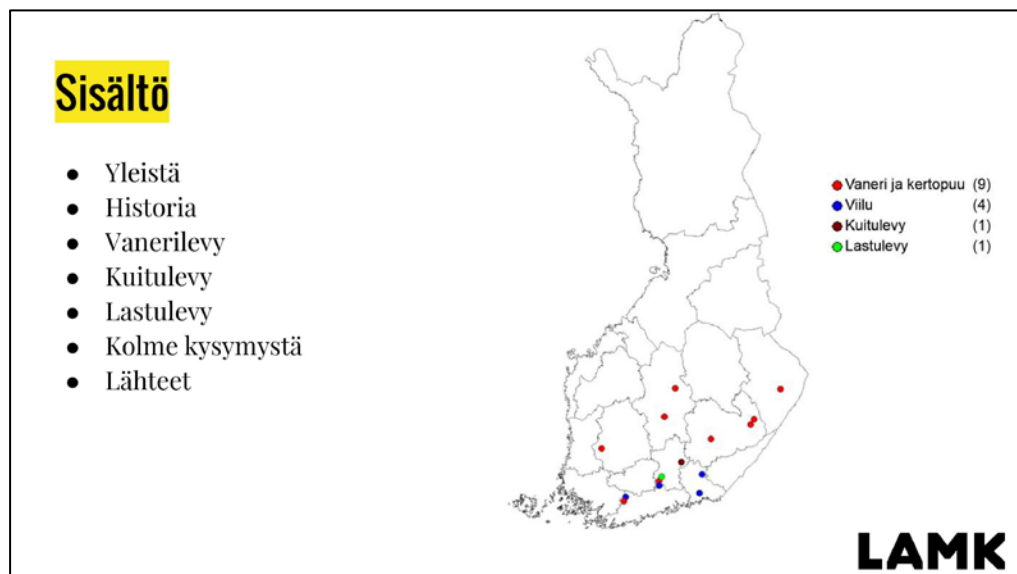 Sisältö
● Yleistä
● Historia
● Vanerilevy
● Kuitulevy
● Lastulevy
● Kolme kysymystä
● Lähteet
Vaneri ja kertopuu (9)
Viilu (4)
Kuitulevy (1)
Lastulevy (1)
LAMK